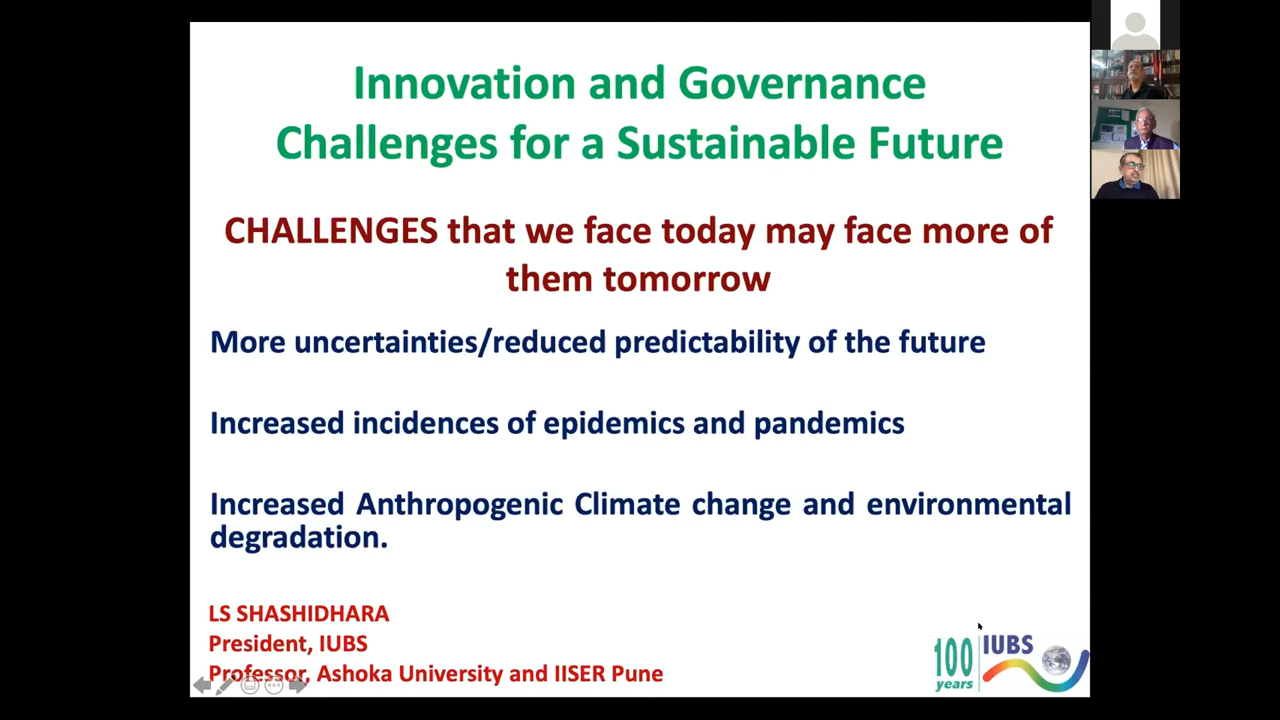 Innovation and Governance
Challenges for a Sustainable Future
CHALLENGES that we face today may face more of
them tomorrow
More uncertainties/reduced predictability of the future
Increased incidences of epidemics and pandemics
Increased Anthropogenic Climate change and environmental
degradation.
LS SHASHIDHARA
President, IUBS
Professor, Ashoka University and IISER Pune
100
years
IUBS